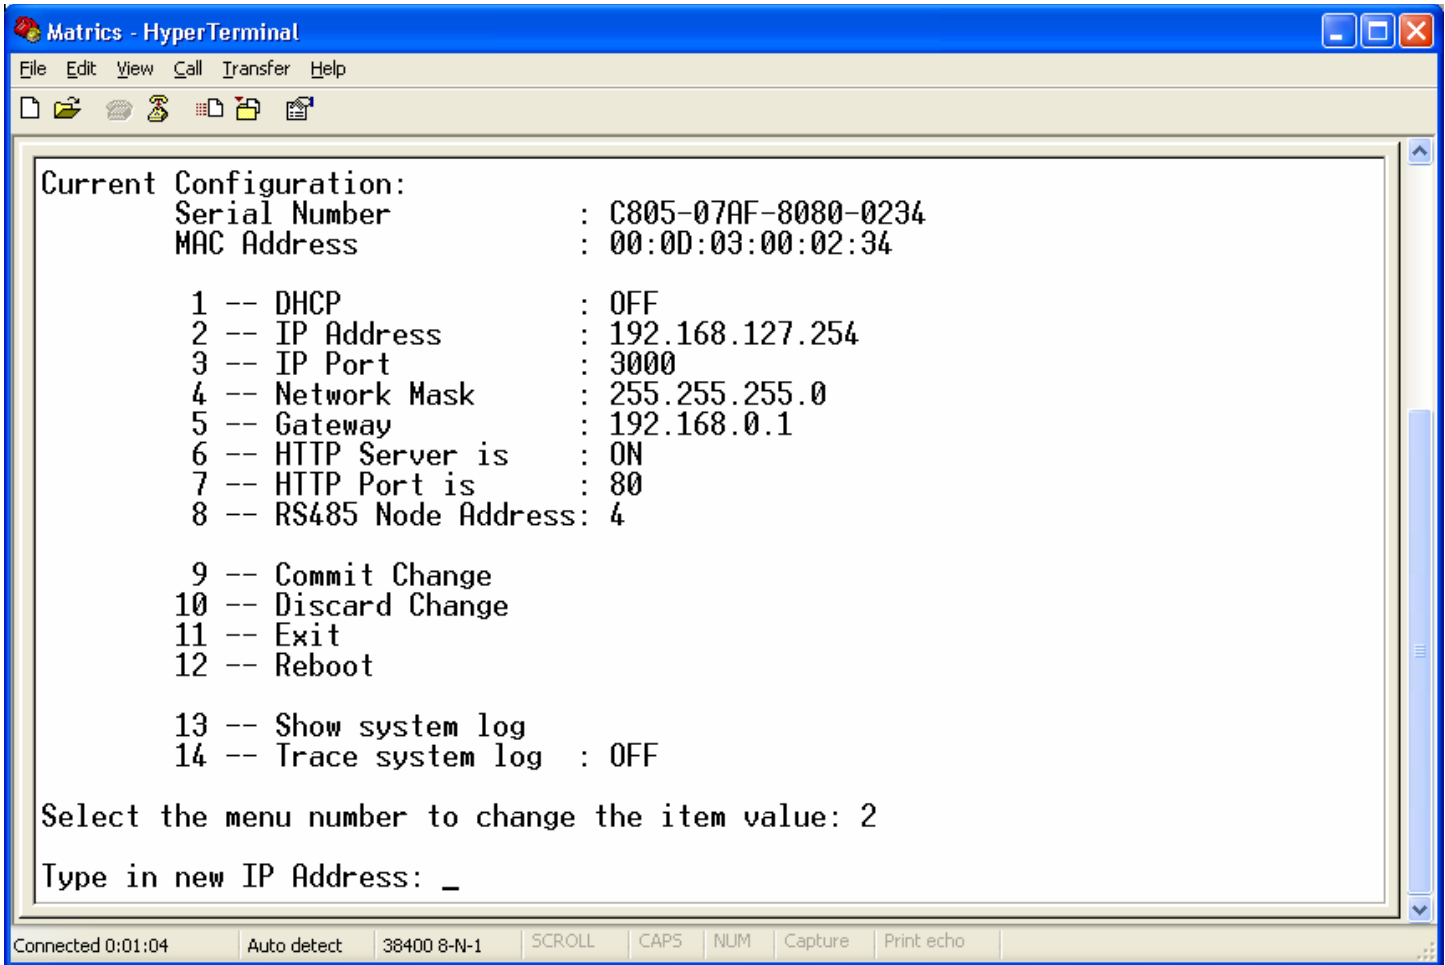 Matrics - HyperTerminal
File Edit View Call Transfer Help
Current Configuration:
Serial Number : C805-07AF-8080-0234
MAC Address : 00:0D:03:00:02:34
1 -- DHCP : OFF
2 -- IP Address : 192.168.127.254
3 -- IP Port : 3000
4 -- Network Mask : 255.255.255.0
5 -- Gateway : 192.168.0.1
6 -- HTTP Server is : ON
7 -- HTTP Port is : 80
8 -- RS485 Node Address: 4
9 -- Commit Change
10 -- Discard Change
11 -- Exit
12 -- Reboot
13 -- Show system log
14 -- Trace system log : OFF
Select the menu number to change the item value: 2
Type in new IP Address: _
Connected 0:01:04 Auto detect 38400 8-N-1 SCROLL CAPS NUM Capture Print echo